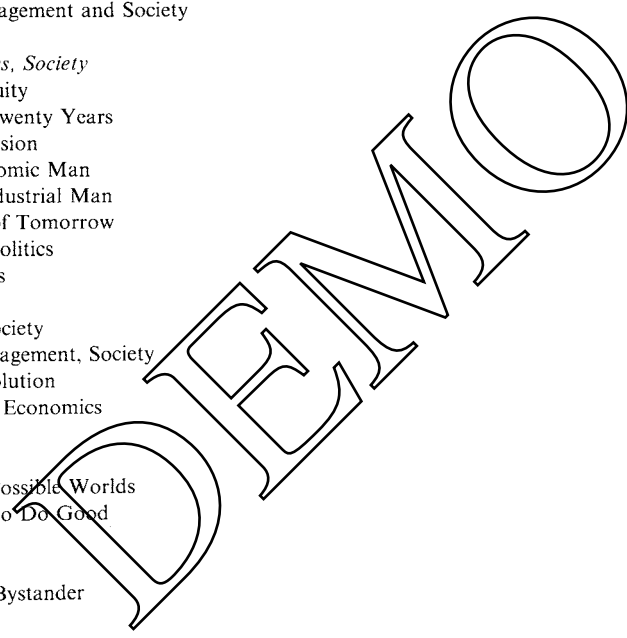 agement and Society
s, Society
uity
wenty Years
sion
omic Man
dustrial Man
of Tomorrow
olitics
s
ciety
agement, Society
olution
Economics
ossible Worlds
o Do Good
Bystander
DEMO